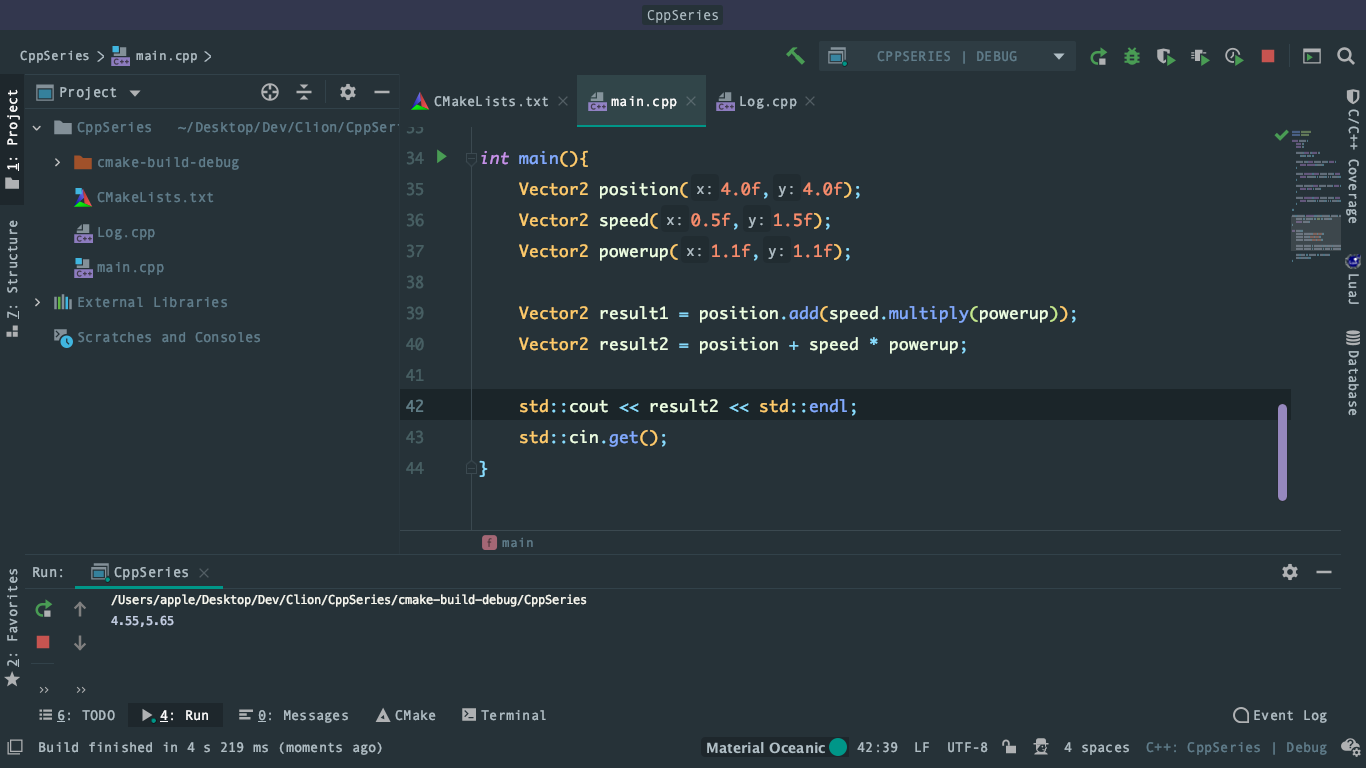 CppSeries
CppSeries > main.cpp >
CPPSERIES | DEBUG
Project
CMakeLists.txt
main.cpp
Log.cpp
CppSeries ~/Desktop/Dev/Clion/CppSer
cmake-build-debug
CMakeLists.txt
Log.cpp
main.cpp
External Libraries
Scratches and Consoles
1: Project
7: Structure
2: Favorites
33
34 int main(){
35 Vector2 position( x: 4.0f, y: 4.0f);
36 Vector2 speed( x: 0.5f, y: 1.5f);
37 Vector2 powerup( x: 1.1f, y: 1.1f);
38
39 Vector2 result1 = position.add(speed.multiply(powerup));
40 Vector2 result2 = position + speed * powerup;
41
42 std::cout << result2 << std::endl;
43 std::cin.get();
44 }
f main
C/C++ Coverage
LuaJ
Database
Run: CppSeries
/Users/apple/Desktop/Dev/Clion/CppSeries/cmake-build-debug/CppSeries
4.55,5.65
» »
6: TODO 4: Run 0: Messages CMake Terminal Event Log
Build finished in 4 s 219 ms (moments ago) Material Oceanic 42:39 LF UTF-8 4 spaces C++: CppSeries | Debug